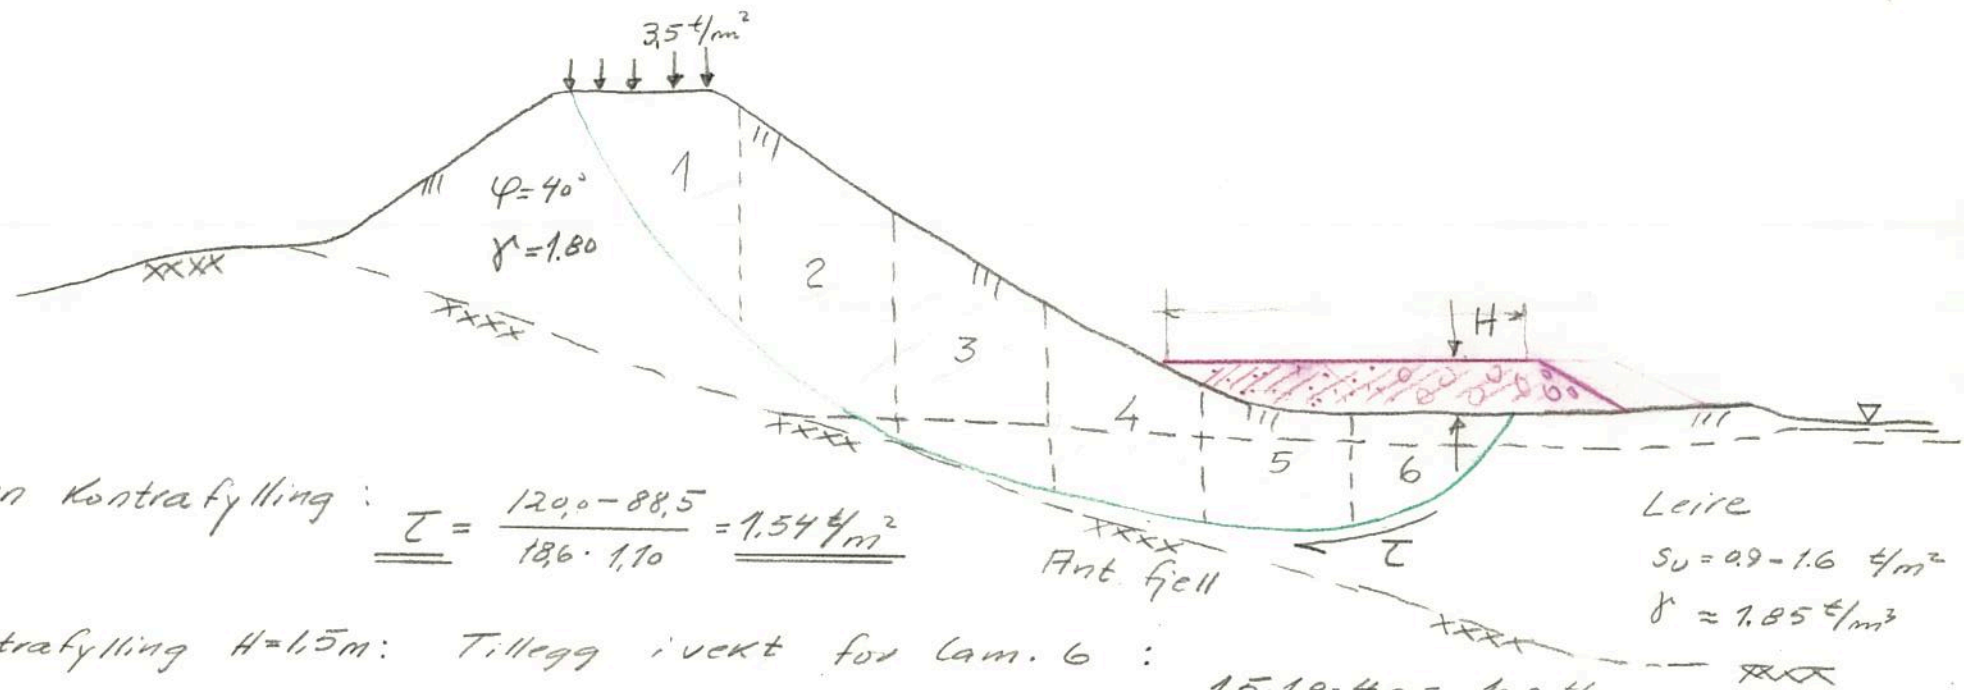 3,5 t/m²
φ=40°
γ=1.80
1
2
3
4
5
6
H
n Kontrafylling : τ = 120,0-88,5 / 18,6 · 1,10 = 1,54 t/m²
τ
Ant. fjell
Leire
su = 0.9-1.6 t/m²
γ ≈ 1.85 t/m³
trafylling H=1,5m: Tillegg i vekt for lam. 6 :